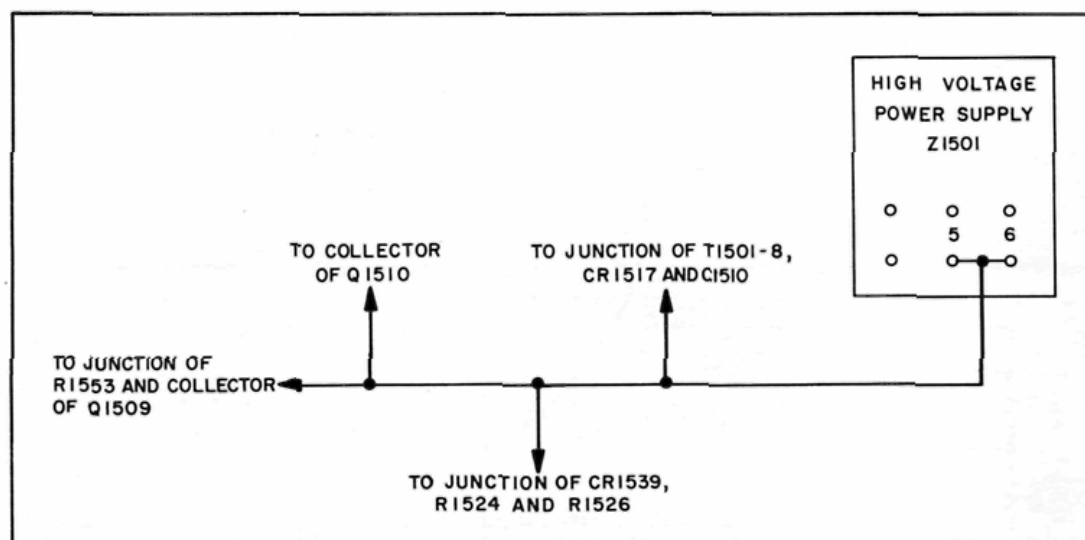 HIGH VOLTAGE
POWER SUPPLY
Z1501
5 6
TO COLLECTOR
OF Q1510
TO JUNCTION OF T1501-8,
CR1517 AND C1510
TO JUNCTION OF
R1553 AND COLLECTOR
OF Q1509
TO JUNCTION OF CR1539,
R1524 AND R1526